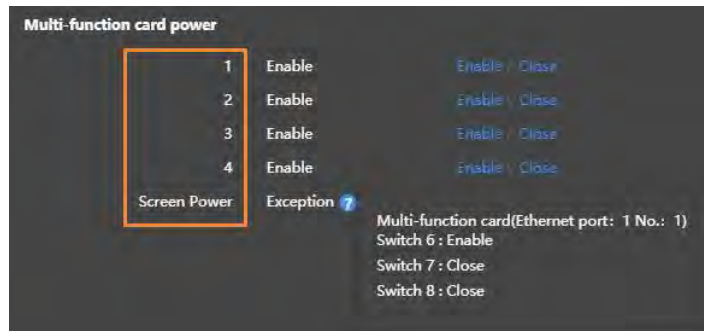 Multi-function card power
1 Enable Enable / Close
2 Enable Enable / Close
3 Enable Enable / Close
4 Enable Enable / Close
Screen Power Exception ?
Multi-function card(Ethernet port: 1 No.: 1)
Switch 6 : Enable
Switch 7 : Close
Switch 8 : Close